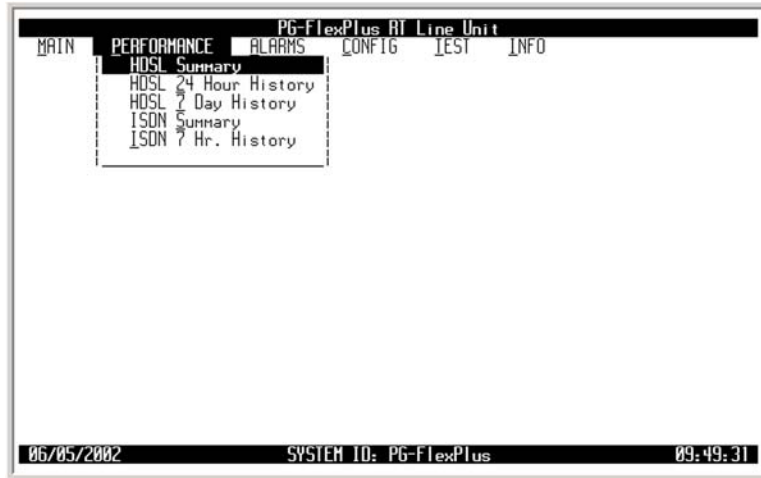 PG-FlexPlus RT Line Unit
MAIN PERFORMANCE ALARMS CONFIG TEST INFO
HDSL Summary
HDSL 24 Hour History
HDSL 7 Day History
ISDN Summary
ISDN 7 Hr. History
06/05/2002 SYSTEM ID: PG-FlexPlus 09:49:31